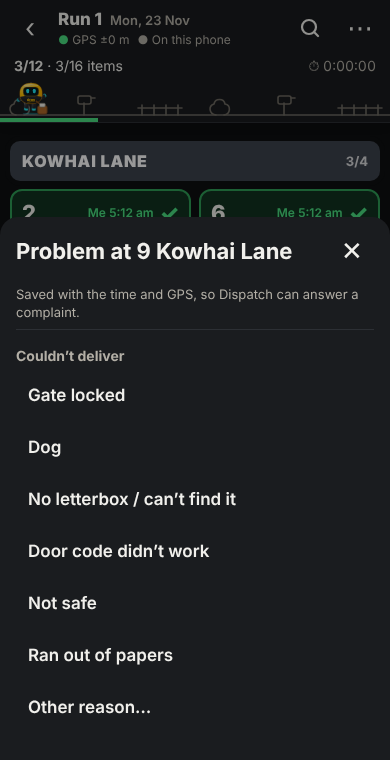 Run 1 Mon, 23 Nov
GPS ±0 m On this phone
3/12 · 3/16 items 0:00:00
KOWHAI LANE 3/4
2 Me 5:12 am 6 Me 5:12 am
Problem at 9 Kowhai Lane
Saved with the time and GPS, so Dispatch can answer a
complaint.
Couldn’t deliver
Gate locked
Dog
No letterbox / can’t find it
Door code didn’t work
Not safe
Ran out of papers
Other reason…